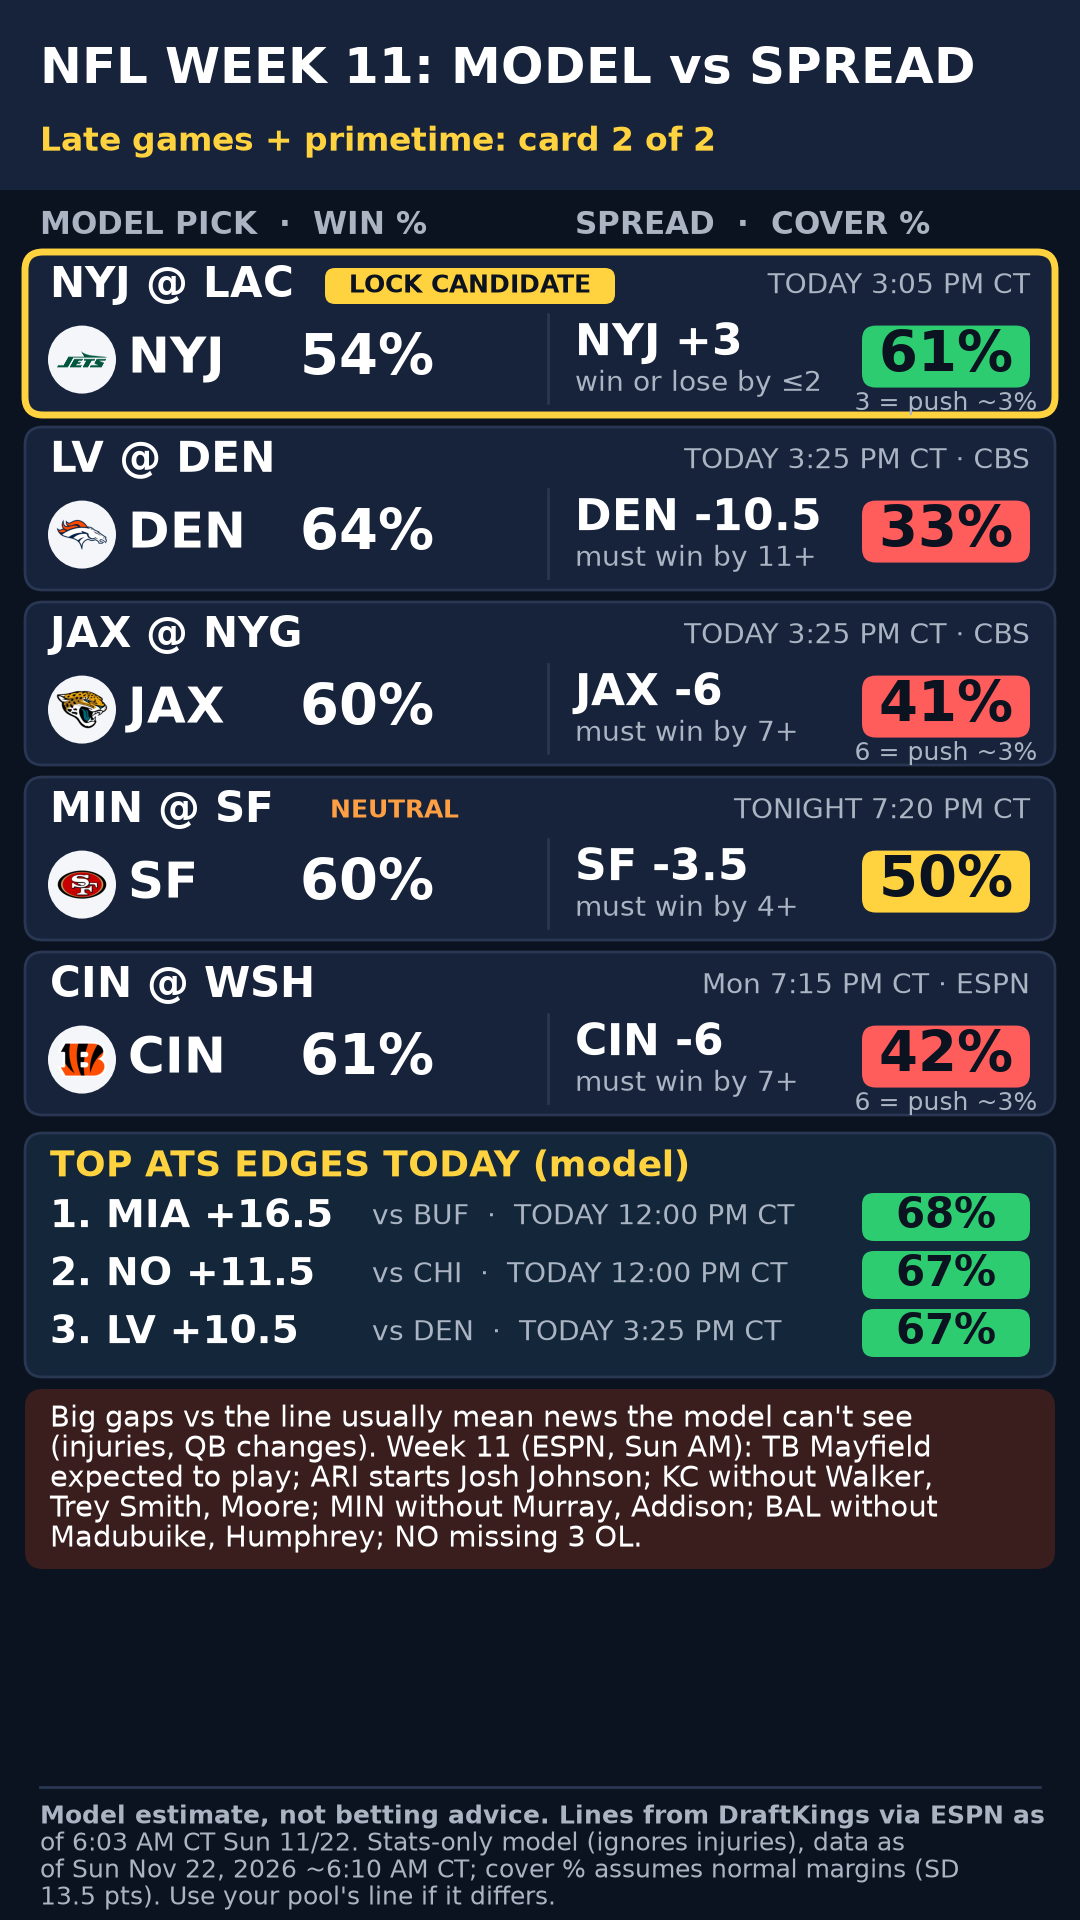 NFL WEEK 11: MODEL vs SPREAD
Late games + primetime: card 2 of 2
MODEL PICK · WIN % SPREAD · COVER %
NYJ @ LAC LOCK CANDIDATE TODAY 3:05 PM CT
JETS NYJ 54% NYJ +3 61%
win or lose by ≤2
3 = push ~3%
LV @ DEN TODAY 3:25 PM CT · CBS
DEN 64% DEN -10.5 33%
must win by 11+
JAX @ NYG TODAY 3:25 PM CT · CBS
JAX 60% JAX -6 41%
must win by 7+
6 = push ~3%
MIN @ SF NEUTRAL TONIGHT 7:20 PM CT
SF SF 60% SF -3.5 50%
must win by 4+
CIN @ WSH Mon 7:15 PM CT · ESPN
B CIN 61% CIN -6 42%
must win by 7+
6 = push ~3%
TOP ATS EDGES TODAY (model)
1. MIA +16.5 vs BUF · TODAY 12:00 PM CT 68%
2. NO +11.5 vs CHI · TODAY 12:00 PM CT 67%
3. LV +10.5 vs DEN · TODAY 3:25 PM CT 67%
Big gaps vs the line usually mean news the model can't see
(injuries, QB changes). Week 11 (ESPN, Sun AM): TB Mayfield
expected to play; ARI starts Josh Johnson; KC without Walker,
Trey Smith, Moore; MIN without Murray, Addison; BAL without
Madubuike, Humphrey; NO missing 3 OL.
Model estimate, not betting advice. Lines from DraftKings via ESPN as
of 6:03 AM CT Sun 11/22. Stats-only model (ignores injuries), data as
of Sun Nov 22, 2026 ~6:10 AM CT; cover % assumes normal margins (SD
13.5 pts). Use your pool's line if it differs.